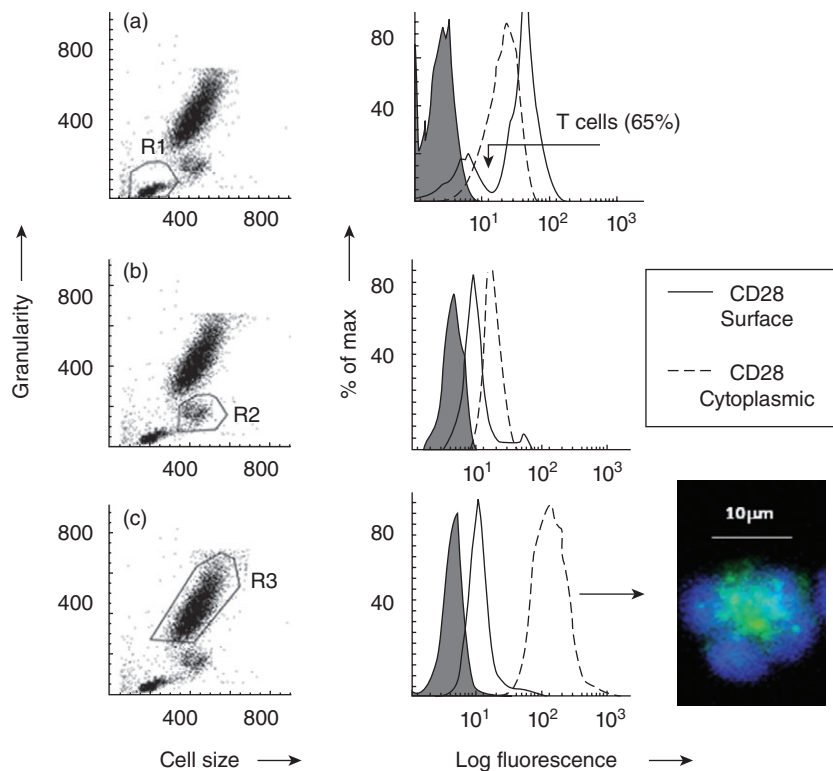 (a)
800
400
R1
400 800
80
40
T cells (65%)
10¹ 10² 10³
(b)
800
400
R2
400 800
80
40
10¹ 10² 10³
CD28
Surface
CD28
Cytoplasmic
(c)
800
400
R3
400 800
80
40
10¹ 10² 10³
10µm
Granularity
% of max
Cell size
Log fluorescence